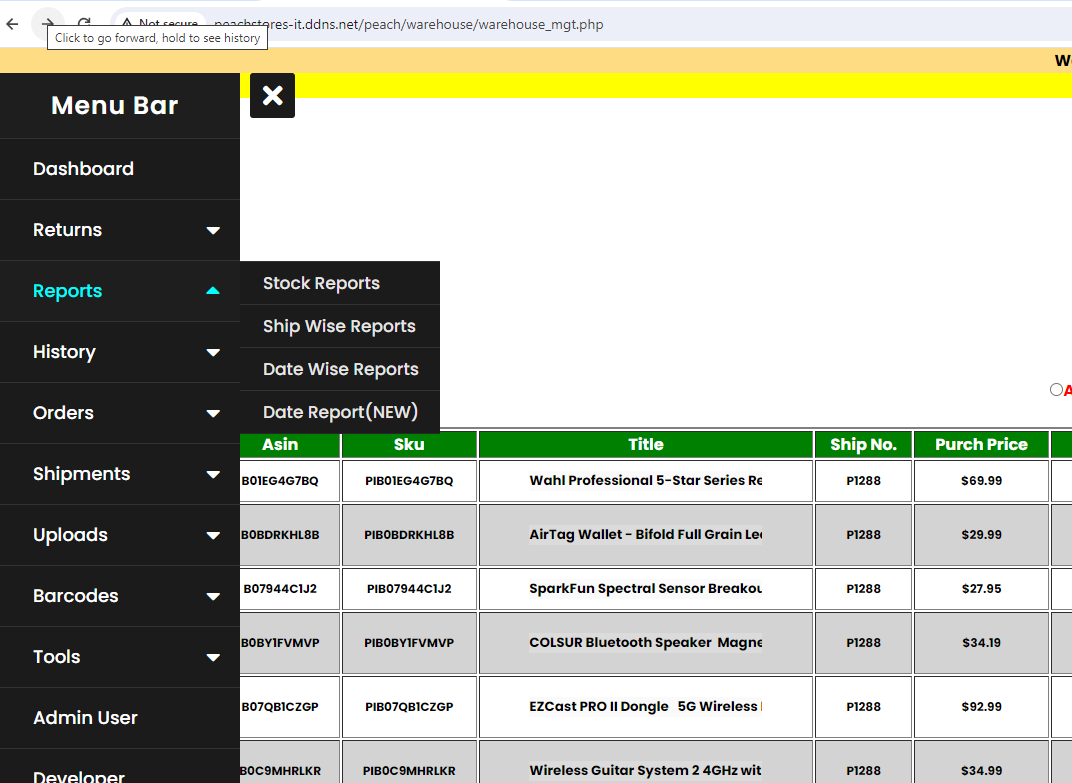 Not secure
peachstores-it.ddns.net/peach/warehouse/warehouse_mgt.php
Click to go forward, hold to see history
Menu Bar
Dashboard
Returns
Reports
Stock Reports
Ship Wise Reports
Date Wise Reports
Date Report(NEW)
History
Orders
Shipments
Uploads
Barcodes
Tools
Admin User
Developer
Asin Sku Title Ship No. Purch Price
B01EG4G7BQ PIB01EG4G7BQ Wahl Professional 5-Star Series Re P1288 $69.99
B0BDRKHL8B PIB0BDRKHL8B AirTag Wallet - Bifold Full Grain Le P1288 $29.99
B07944C1J2 PIB07944C1J2 SparkFun Spectral Sensor Breakou P1288 $27.95
B0BY1FVMVP PIB0BY1FVMVP COLSUR Bluetooth Speaker Magne P1288 $34.19
B07QB1CZGP PIB07QB1CZGP EZCast PRO II Dongle 5G Wireless P1288 $92.99
B0C9MHRLKR PIB0C9MHRLKR Wireless Guitar System 2 4GHz wit P1288 $34.99